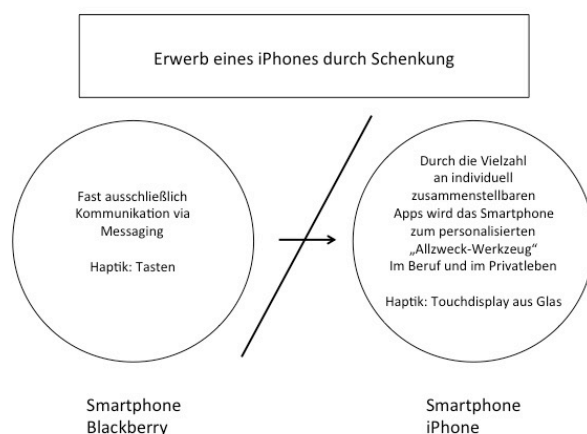 Erwerb eines iPhones durch Schenkung
Fast ausschließlich
Kommunikation via
Messaging
Haptik: Tasten
Durch die Vielzahl
an individuell
zusammenstellbaren
Apps wird das Smartphone
zum personalisierten
„Allzweck-Werkzeug“
Im Beruf und im Privatleben
Haptik: Touchdisplay aus Glas
Smartphone
Blackberry
Smartphone
iPhone